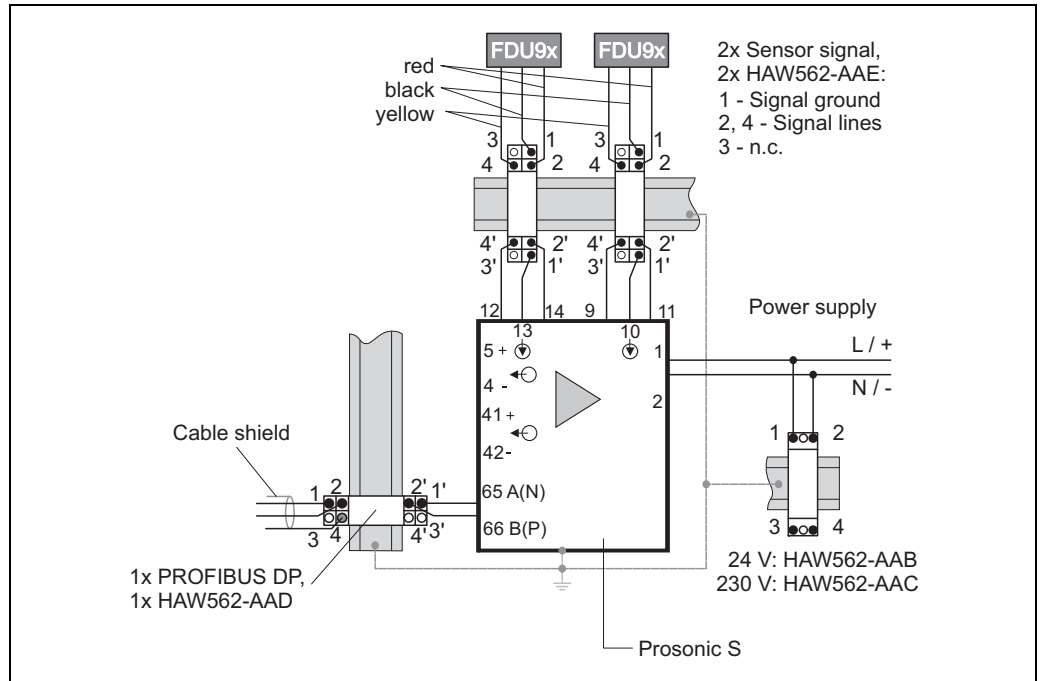 FDU9x FDU9x
red
black
yellow
2x Sensor signal,
2x HAW562-AAE:
1 - Signal ground
2, 4 - Signal lines
3 - n.c.
3 1 3 1
4 2 4 2
4' 2' 4' 2'
3' 1' 3' 1'
12 14 9 11
13 10
Power supply
5 + 1
L / +
4 - 2
N / -
41 +
42-
1 2
Cable shield
65 A(N)
66 B(P)
1 2 2' 1'
3 4 4' 3'
3 4
1x PROFIBUS DP,
1x HAW562-AAD
24 V: HAW562-AAB
230 V: HAW562-AAC
Prosonic S